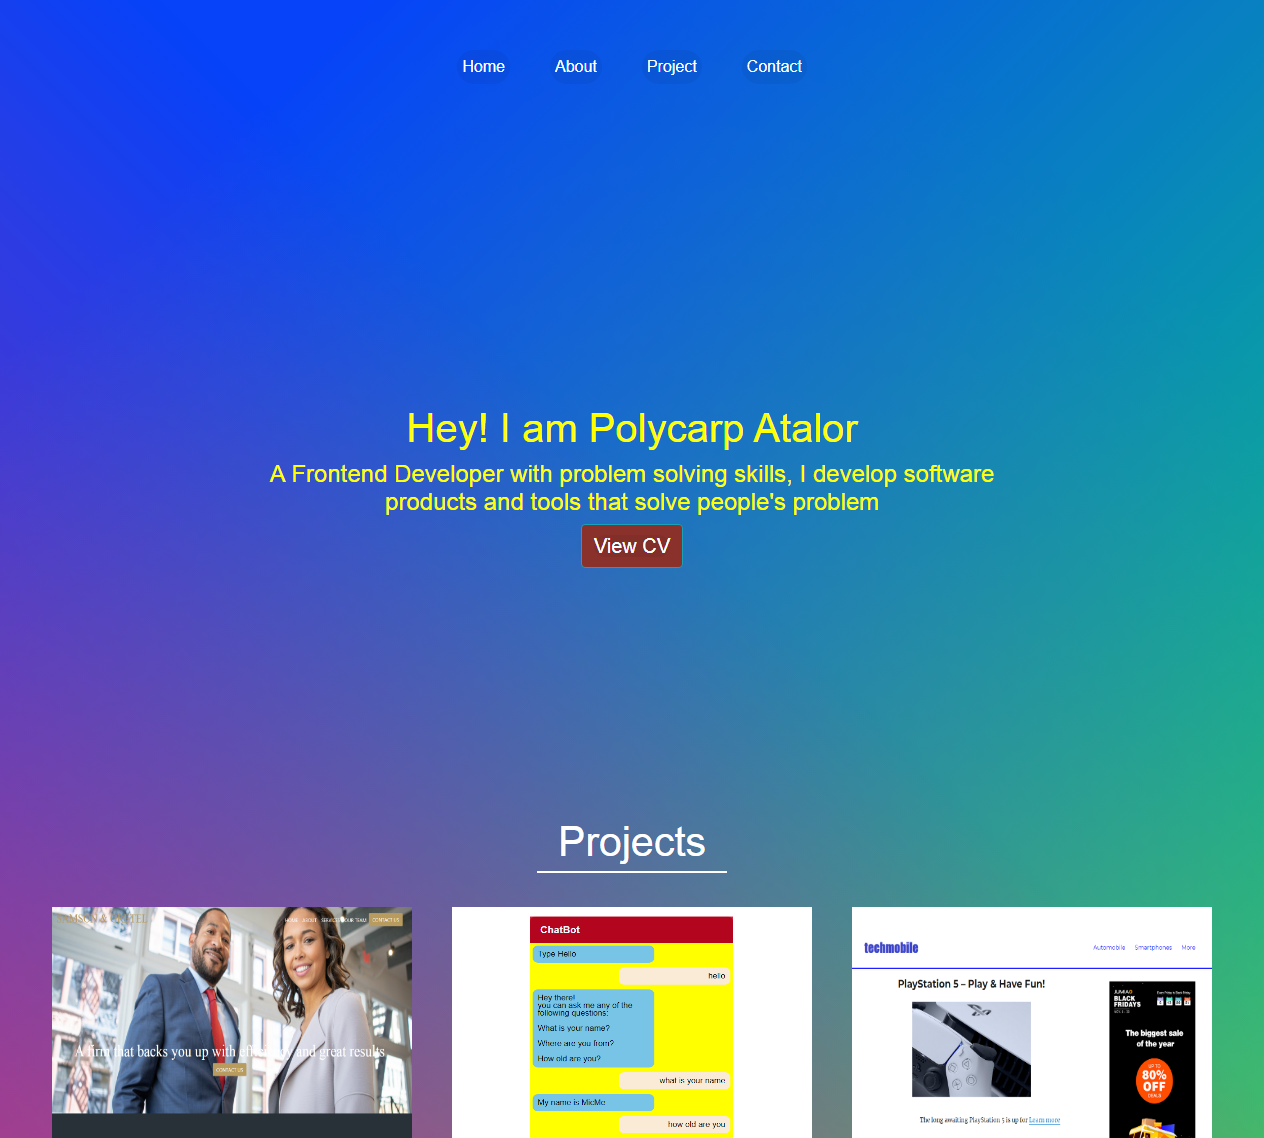 Home About Project Contact
Hey! I am Polycarp Atalor
A Frontend Developer with problem solving skills, I develop software
products and tools that solve people's problem
View CV
Projects
HOME ABOUT SERVICES OUR TEAM CONTACT US
A firm that backs you up with efficiency and great results
CONTACT US
ChatBot
Type Hello
hello
Hey there!
you can ask me any of the
following questions:
What is your name?
Where are you from?
How old are you?
what is your name
My name is MicMe
how old are you
techmobile
Automobile Smartphones More
PlayStation 5 – Play & Have Fun!
The long awaiting PlayStation 5 is up for Learn more
JUMIA
BLACK
FRIDAYS
The biggest sale
of the year
UP TO
80%
OFF
DEALS